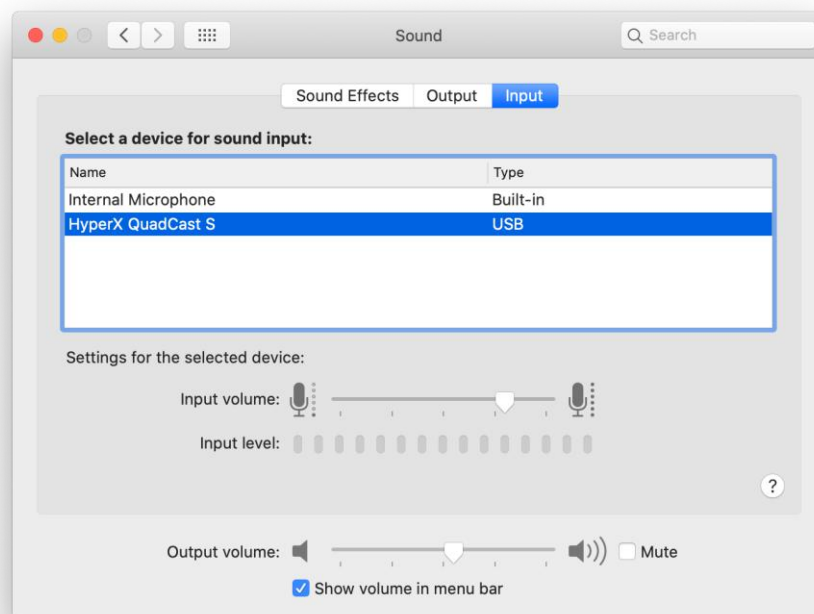 Sound
Search
Sound Effects Output Input
Select a device for sound input:
Name Type
Internal Microphone Built-in
HyperX QuadCast S USB
Settings for the selected device:
Input volume:
Input level:
?
Output volume: Mute
Show volume in menu bar